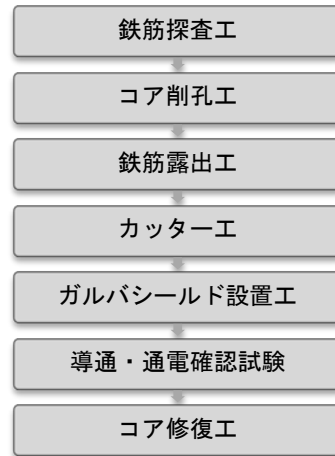 鉄筋探査工
コア削孔工
鉄筋露出工
カッター工
ガルバシールド設置工
導通・通電確認試験
コア修復工